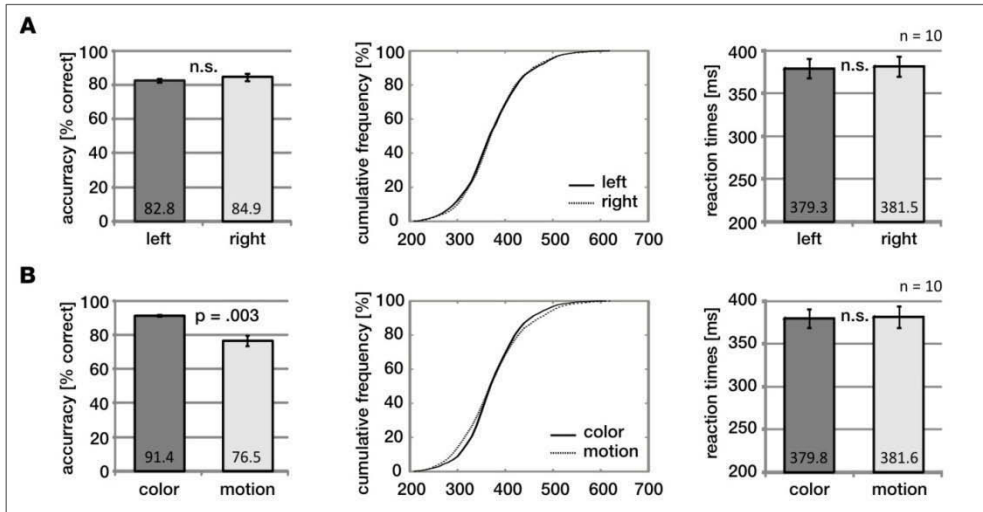 A
n = 10
accurracy [% correct]
100
80
60
40
20
0
n.s.
82.8
84.9
left
right
cumulative frequency [%]
100
80
60
40
20
0
left
right
200
300
400
500
600
700
reaction times [ms]
400
350
300
250
200
n.s.
379.3
381.5
left
right
B
n = 10
accurracy [% correct]
100
80
60
40
20
0
p = .003
91.4
76.5
color
motion
cumulative frequency [%]
100
80
60
40
20
0
color
motion
200
300
400
500
600
700
reaction times [ms]
400
350
300
250
200
n.s.
379.8
381.6
color
motion